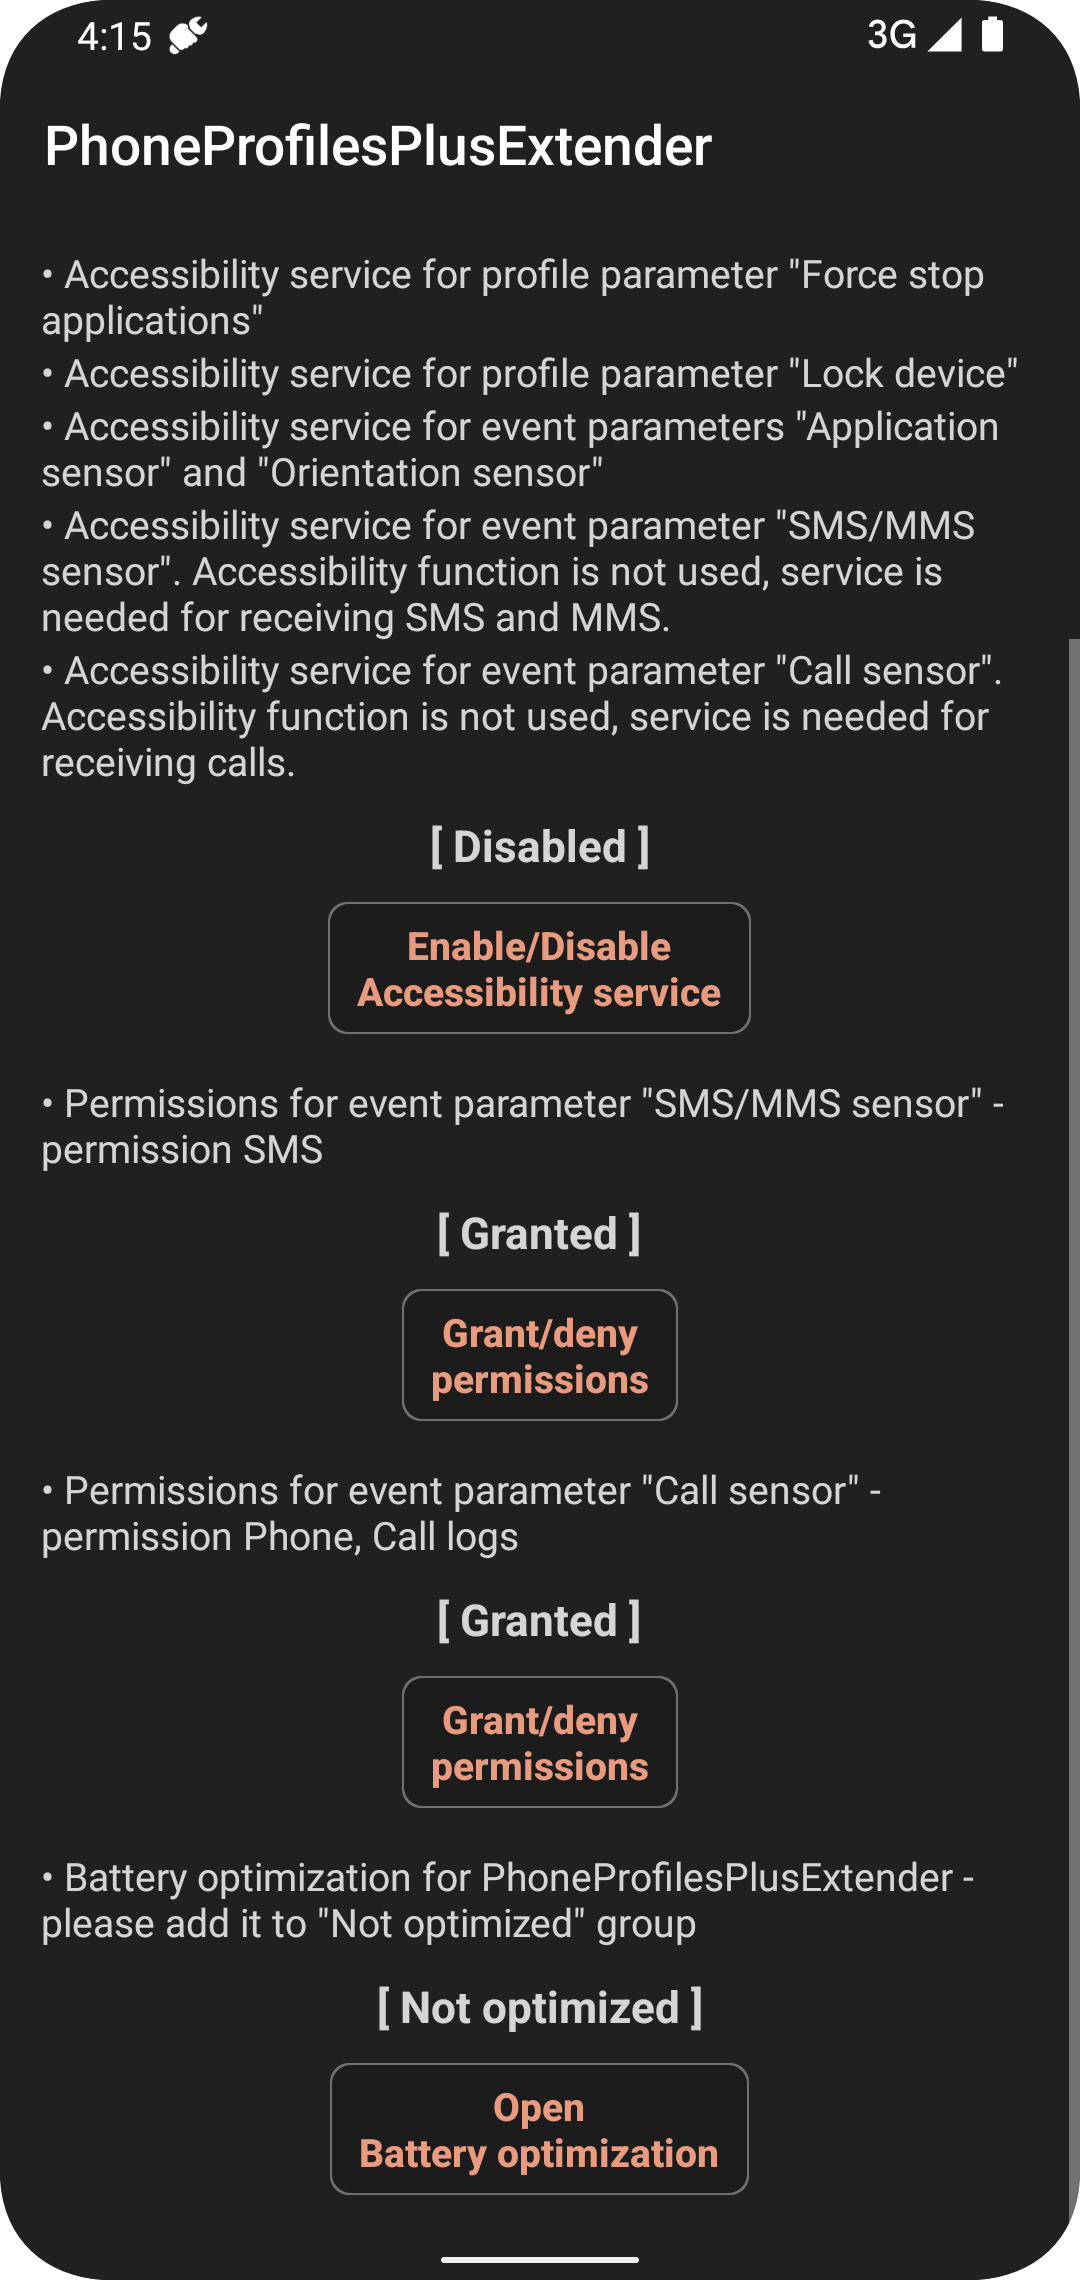 4:15
3G
PhoneProfilesPlusExtender
• Accessibility service for profile parameter "Force stop
applications"
• Accessibility service for profile parameter "Lock device"
• Accessibility service for event parameters "Application
sensor" and "Orientation sensor"
• Accessibility service for event parameter "SMS/MMS
sensor". Accessibility function is not used, service is
needed for receiving SMS and MMS.
• Accessibility service for event parameter "Call sensor".
Accessibility function is not used, service is needed for
receiving calls.
[ Disabled ]
Enable/Disable
Accessibility service
• Permissions for event parameter "SMS/MMS sensor" -
permission SMS
[ Granted ]
Grant/deny
permissions
• Permissions for event parameter "Call sensor" -
permission Phone, Call logs
[ Granted ]
Grant/deny
permissions
• Battery optimization for PhoneProfilesPlusExtender -
please add it to "Not optimized" group
[ Not optimized ]
Open
Battery optimization